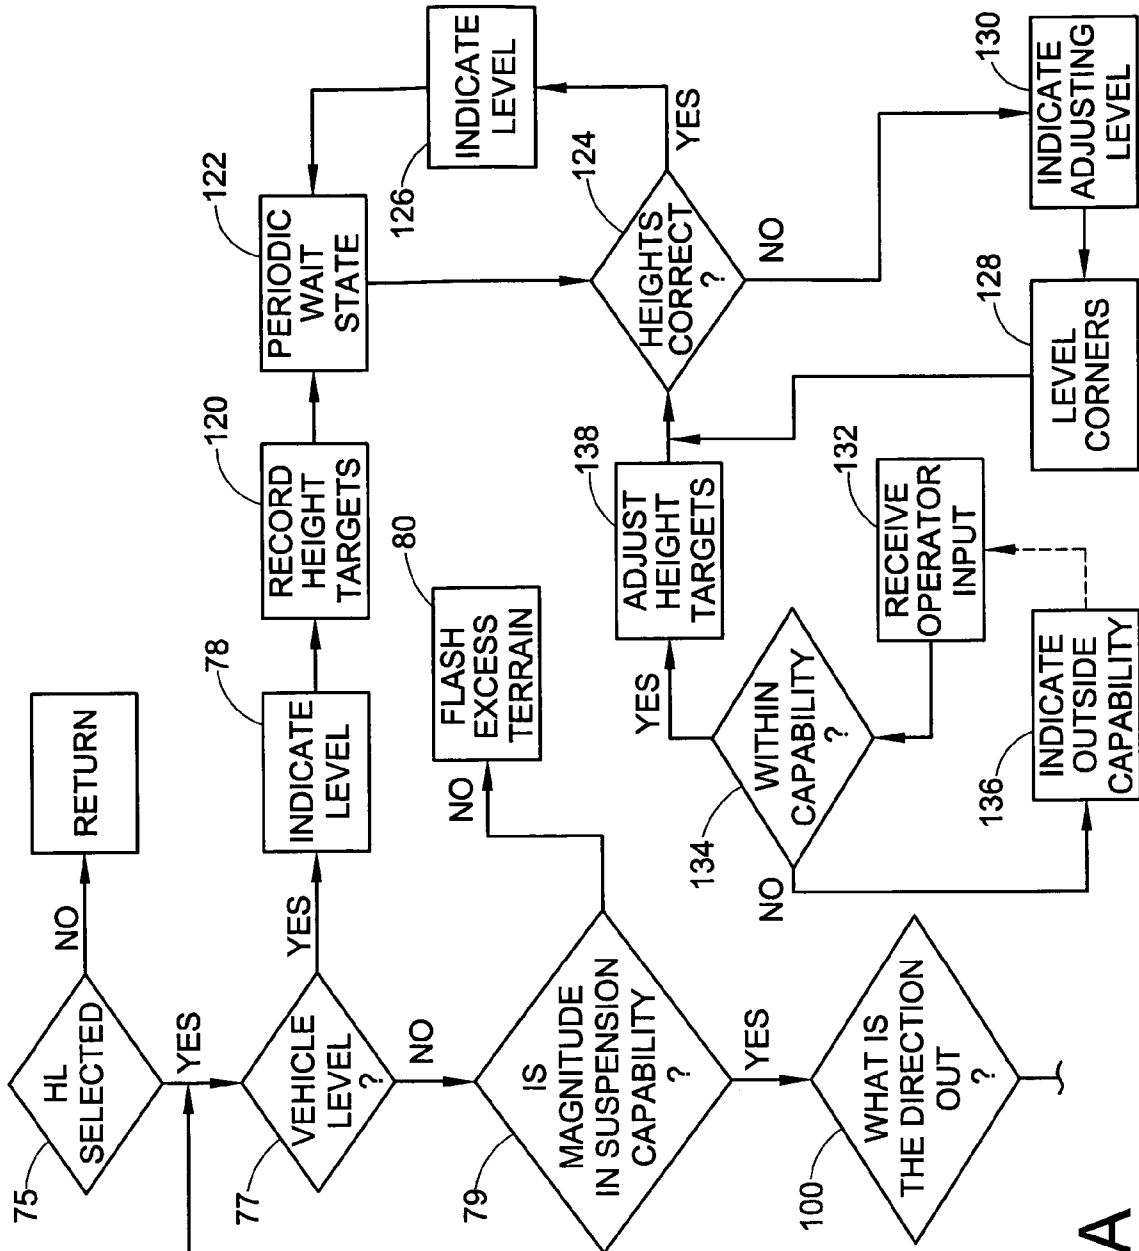 75
HL
SELECTED
NO
RETURN
YES
77
VEHICLE
LEVEL
?
YES
78
INDICATE
LEVEL
120
RECORD
HEIGHT
TARGETS
122
PERIODIC
WAIT
STATE
126
INDICATE
LEVEL
NO
79
IS
MAGNITUDE
IN SUSPENSION
CAPABILITY
?
NO
80
FLASH
EXCESS
TERRAIN
YES
100
WHAT IS
THE DIRECTION
OUT
?
124
HEIGHTS
CORRECT
?
YES
NO
138
ADJUST
HEIGHT
TARGETS
YES
134
WITHIN
CAPABILITY
?
NO
132
RECEIVE
OPERATOR
INPUT
136
INDICATE
OUTSIDE
CAPABILITY
128
LEVEL
CORNERS
130
INDICATE
ADJUSTING
LEVEL
A